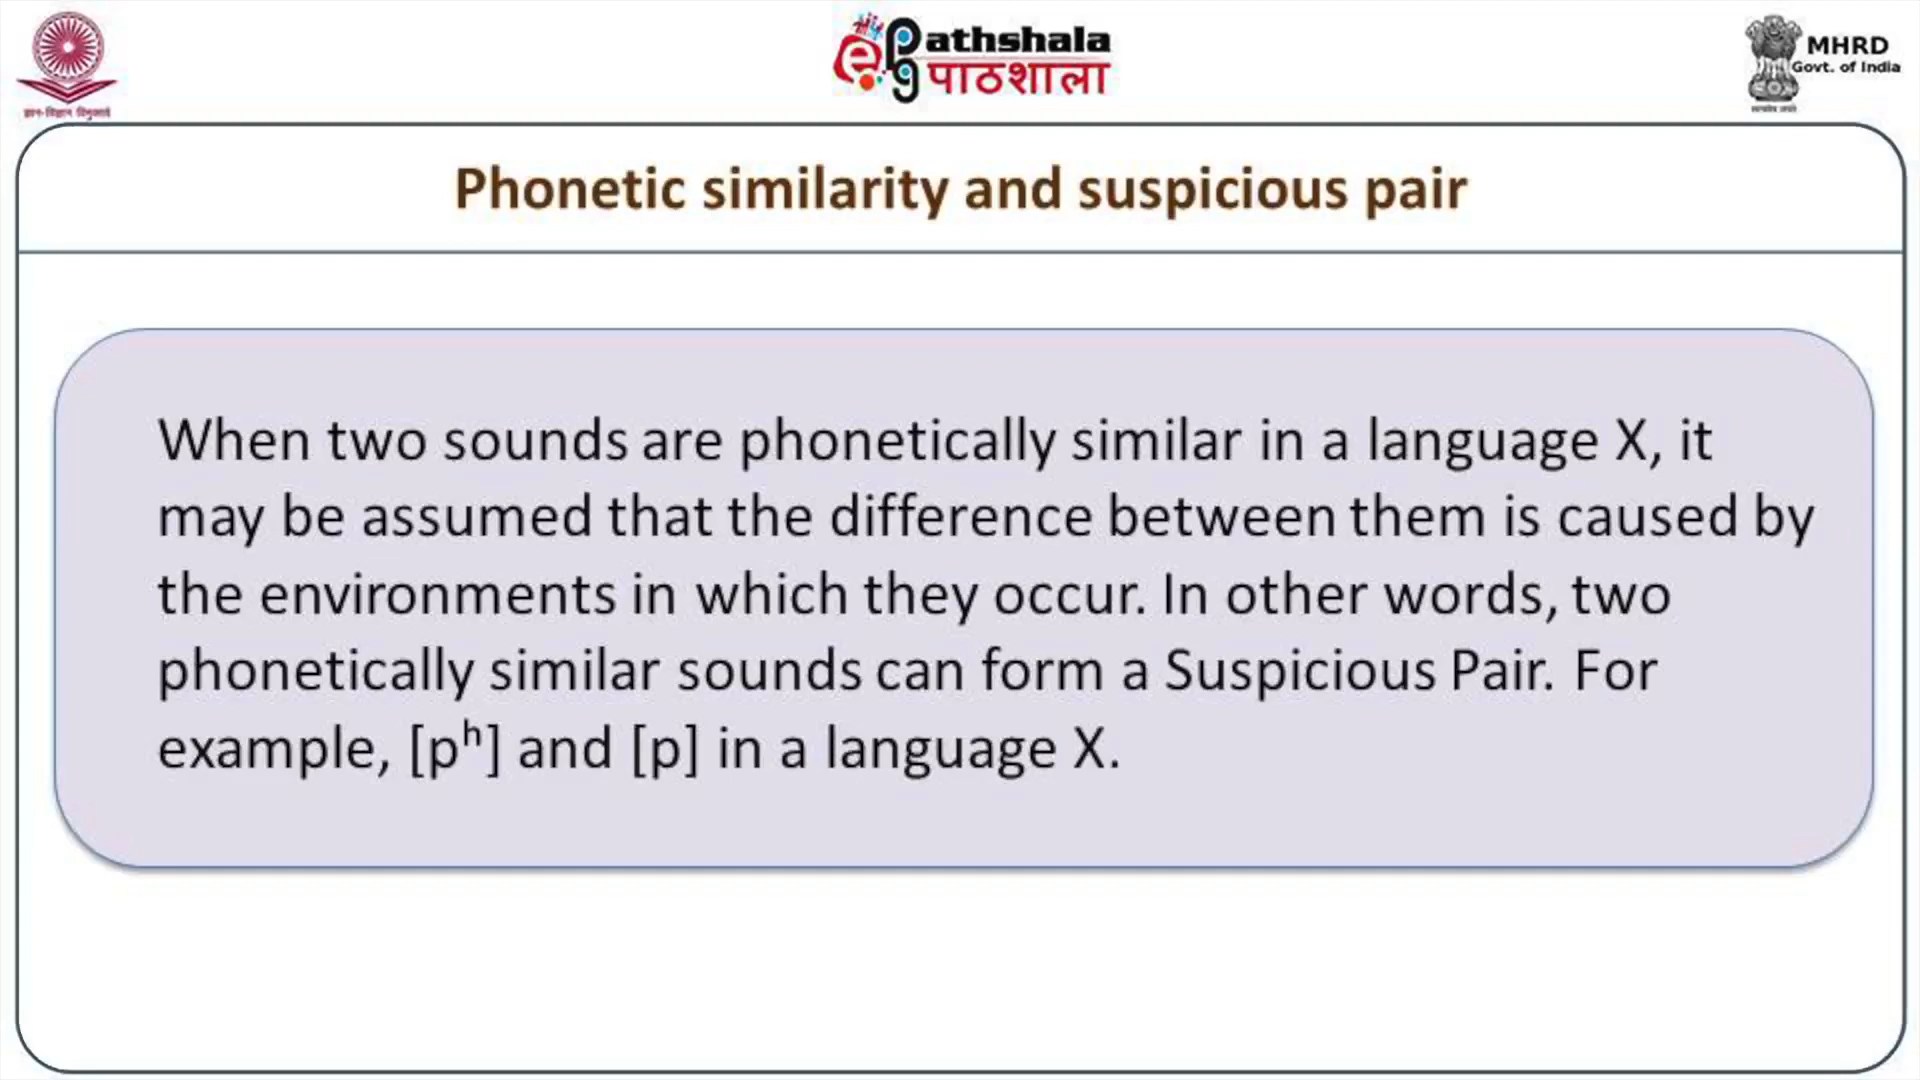 Pathshala
पाठशाला
MHRD
Govt. of India
ज्ञान-विज्ञान विमुक्तये
Phonetic similarity and suspicious pair
When two sounds are phonetically similar in a language X, it
may be assumed that the difference between them is caused by
the environments in which they occur. In other words, two
phonetically similar sounds can form a Suspicious Pair. For
example, [pʰ] and [p] in a language X.